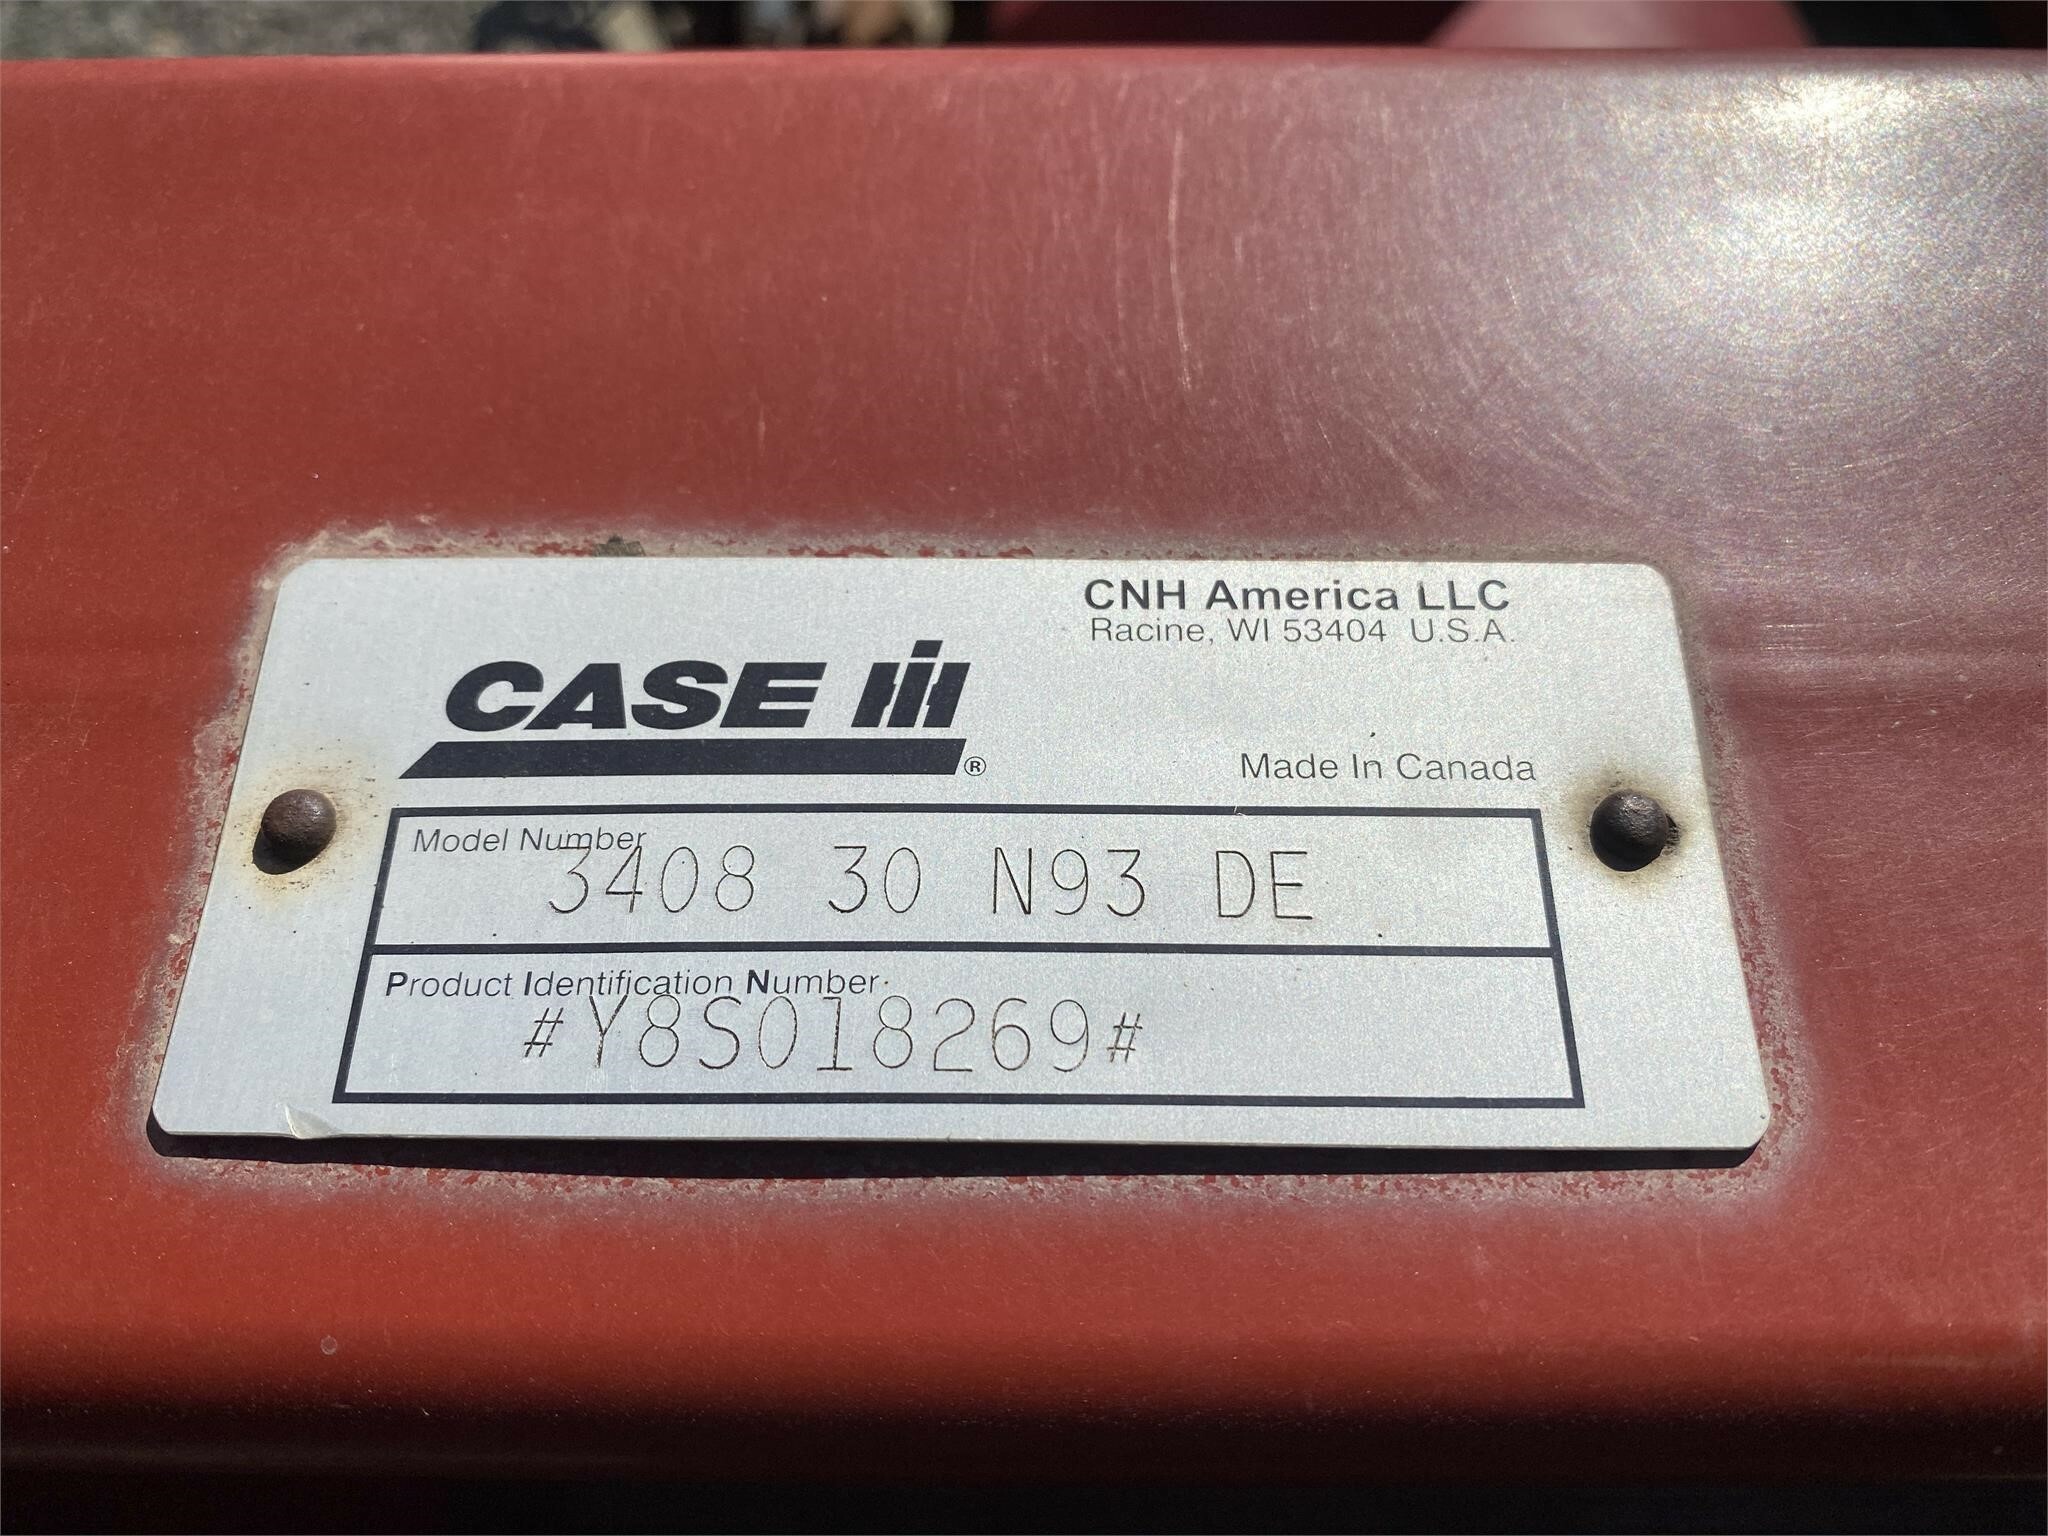 CNH America LLC
Racine, WI 53404 U.S.A.
CASE IH ®
Made In Canada
Model Number
3408 30 N93 DE
Product Identification Number
#Y8S018269#